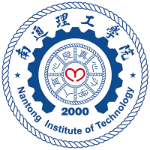 南通理工学院
2000
Nantong Institute of Technology